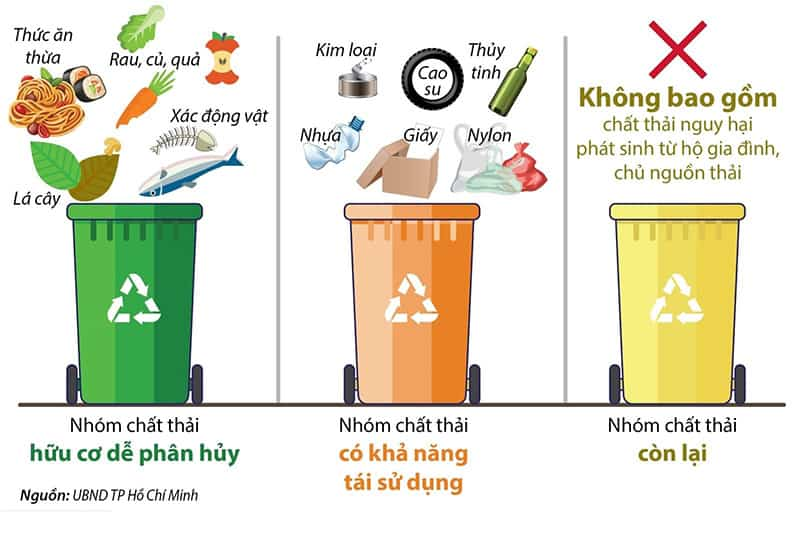 Thức ăn
thừa
Rau, củ, quả
Xác động vật
Lá cây
Nhóm chất thải
hữu cơ dễ phân hủy
Kim loại
Cao
su
Thủy
tinh
Nhựa
Giấy
Nylon
Nhóm chất thải
có khả năng
tái sử dụng
Không bao gồm
chất thải nguy hại
phát sinh từ hộ gia đình,
chủ nguồn thải
Nhóm chất thải
còn lại
Nguồn: UBND TP Hồ Chí Minh